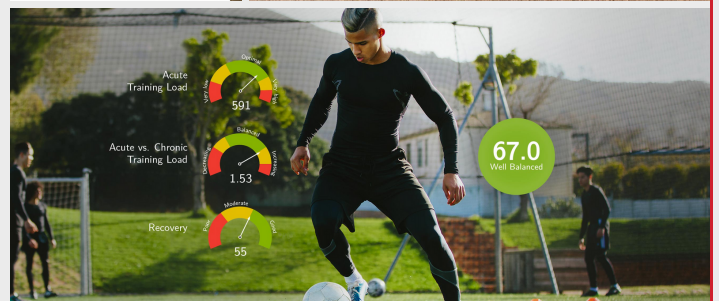 Acute
Training Load
Very low
Optimal
Very high
591
Acute vs. Chronic
Training Load
Decreasing
Balanced
Increasing
1.53
Recovery
Poor
Moderate
Good
55
67.0
Well Balanced